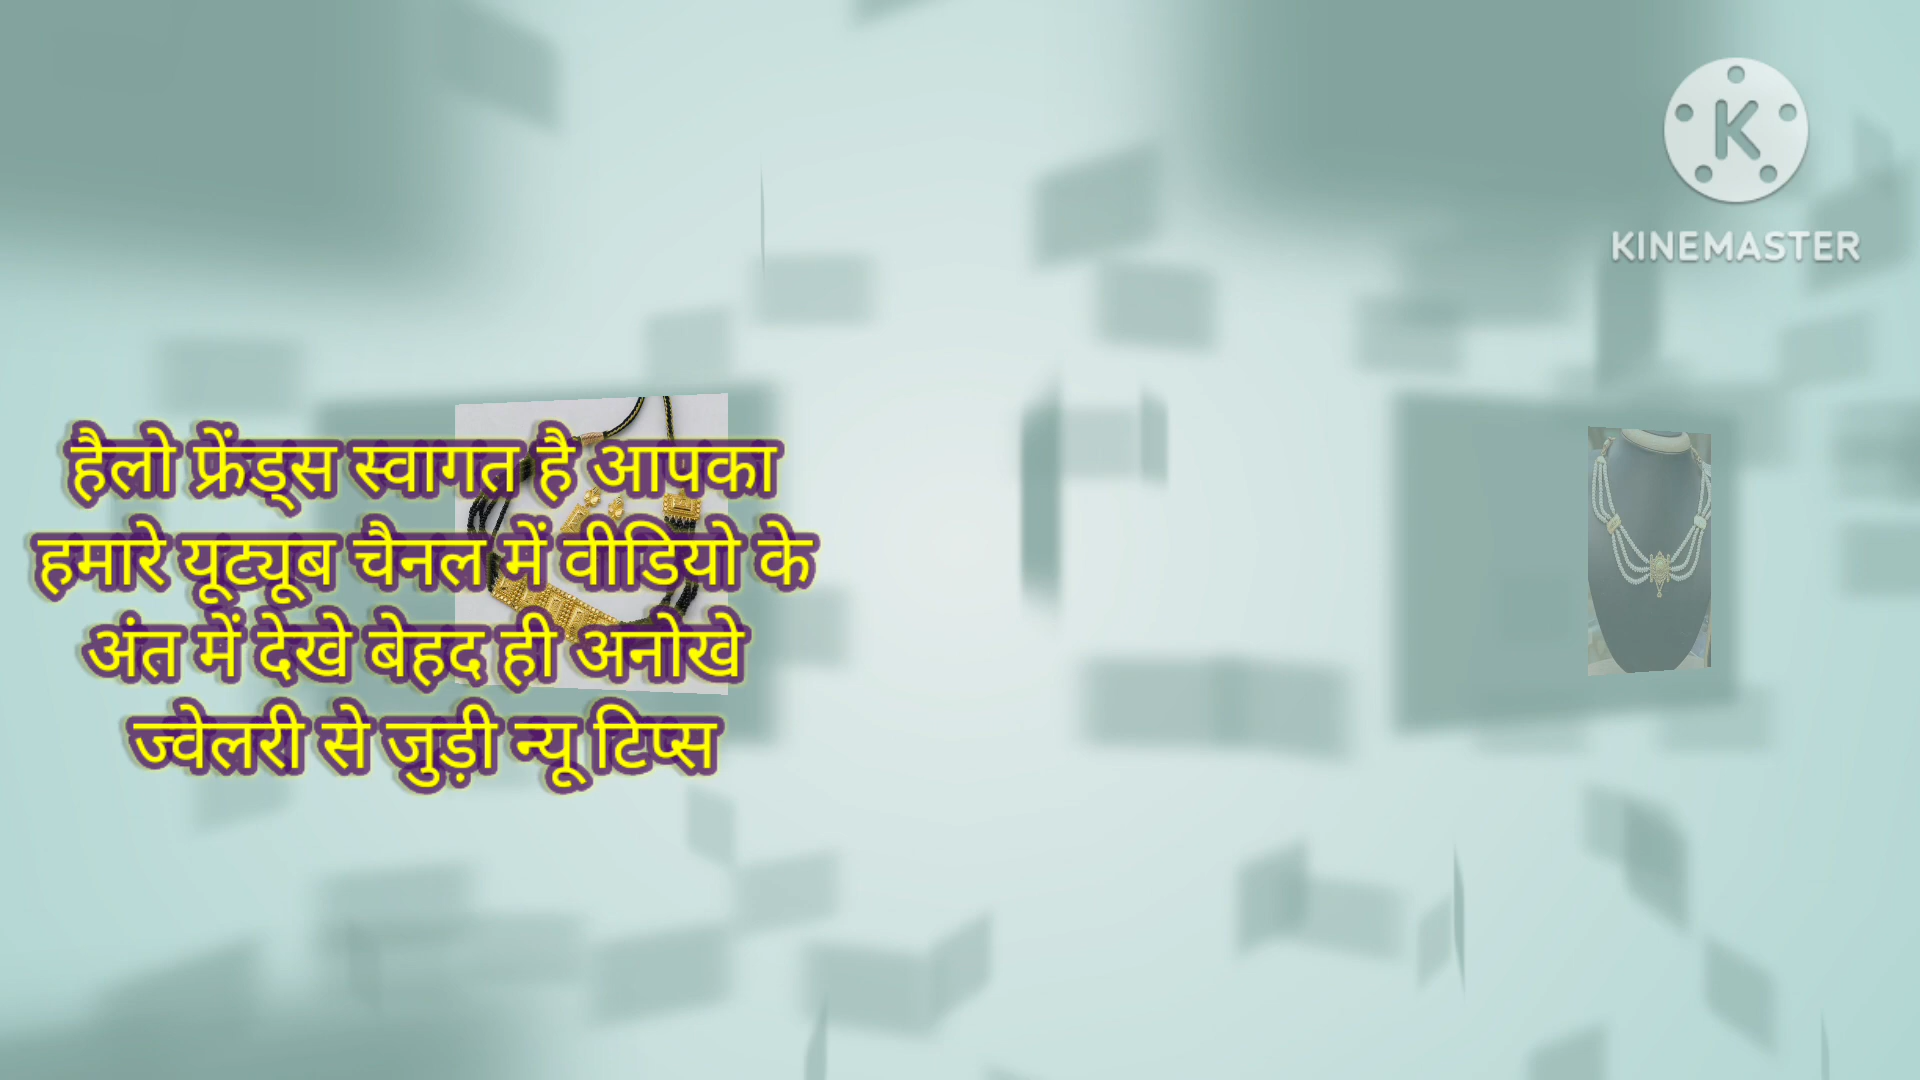 हैलो फ्रेंड्स स्वागत है आपका
हमारे यूट्यूब चैनल में वीडियो के
अंत में देखे बेहद ही अनोखे
ज्वेलरी से जुड़ी न्यू टिप्स
K
KINEMASTER